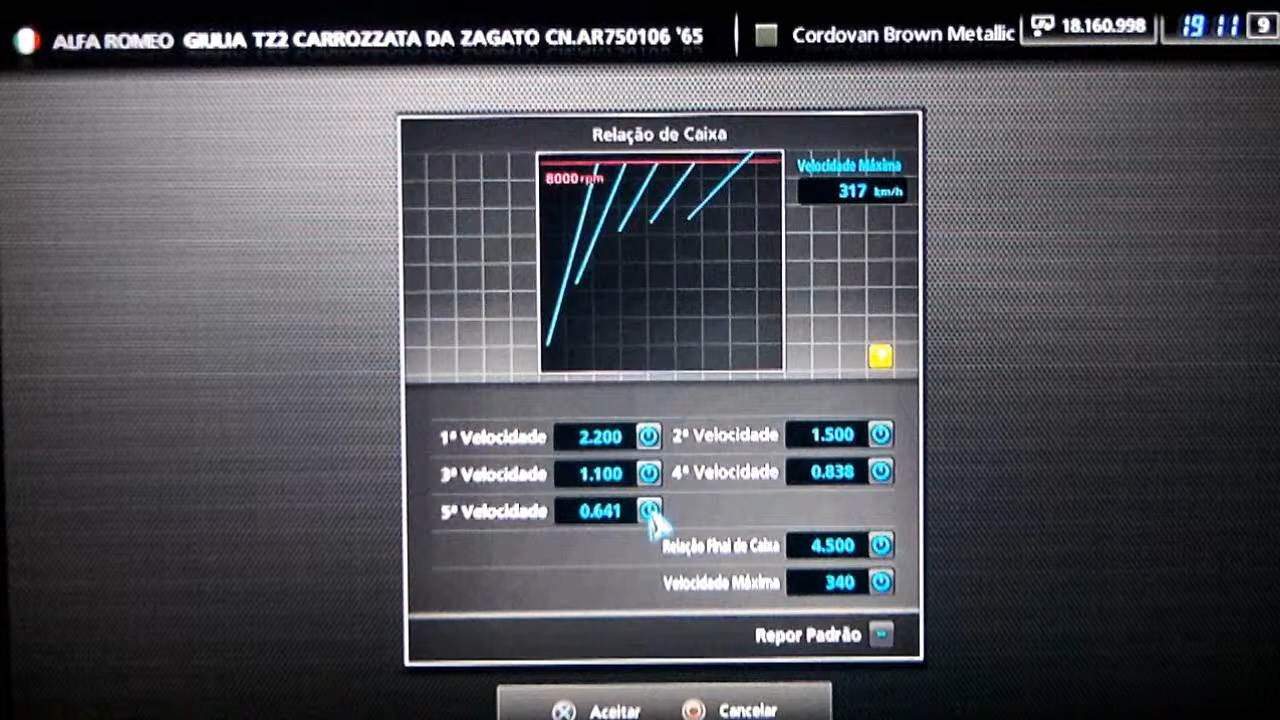 ALFA ROMEO GIULIA TZ2 CARROZZATA DA ZAGATO CN.AR750106 '65 Cordovan Brown Metallic 18.160.998 19 11 9
Relação de Caixa
8000rpm
Velocidade Máxima
317 km/h
1ª Velocidade 2.200 2ª Velocidade 1.500
3ª Velocidade 1.100 4ª Velocidade 0.838
5ª Velocidade 0.641
Relação Final de Caixa 4.500
Velocidade Máxima 340
Repor Padrão
Aceitar Cancelar